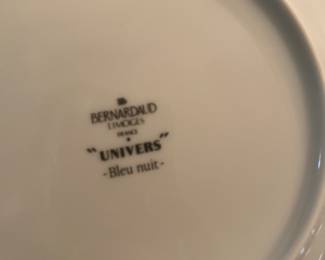 BERNARDAUD
LIMOGES
FRANCE
"UNIVERS"
-Bleu nuit-